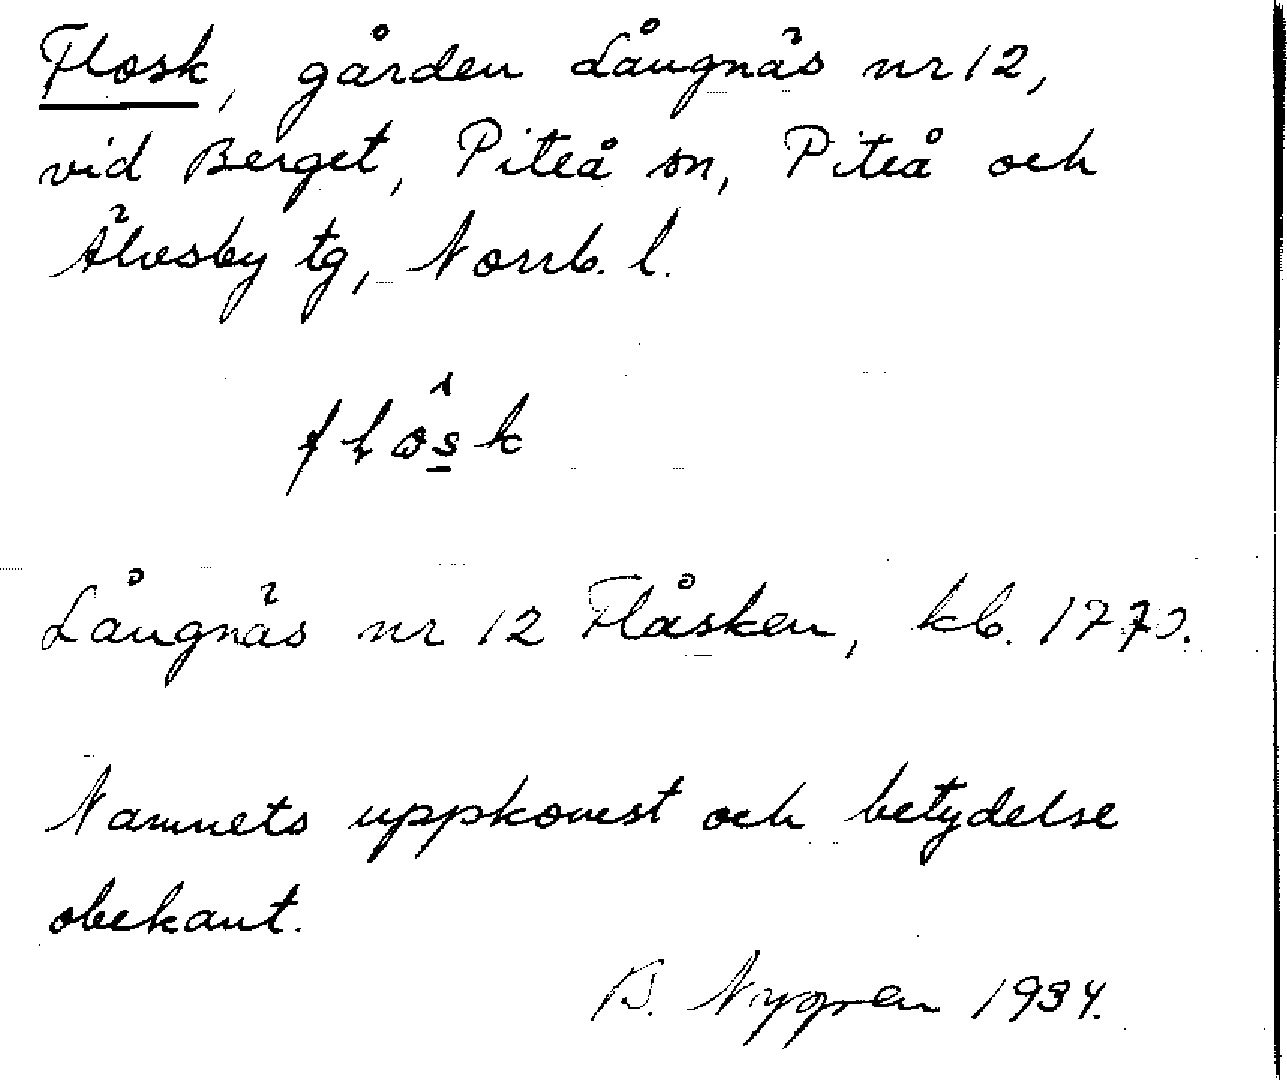 Flosk, gården Långnäs nr 12,
vid Berget, Piteå sn, Piteå och
Älvsby tg, Norrb. l.
flo̲sk
Långnäs nr 12 Flåsken, kb. 1770.
Namnets uppkomst och betydelse
obekant.
B. Nygren 1934.